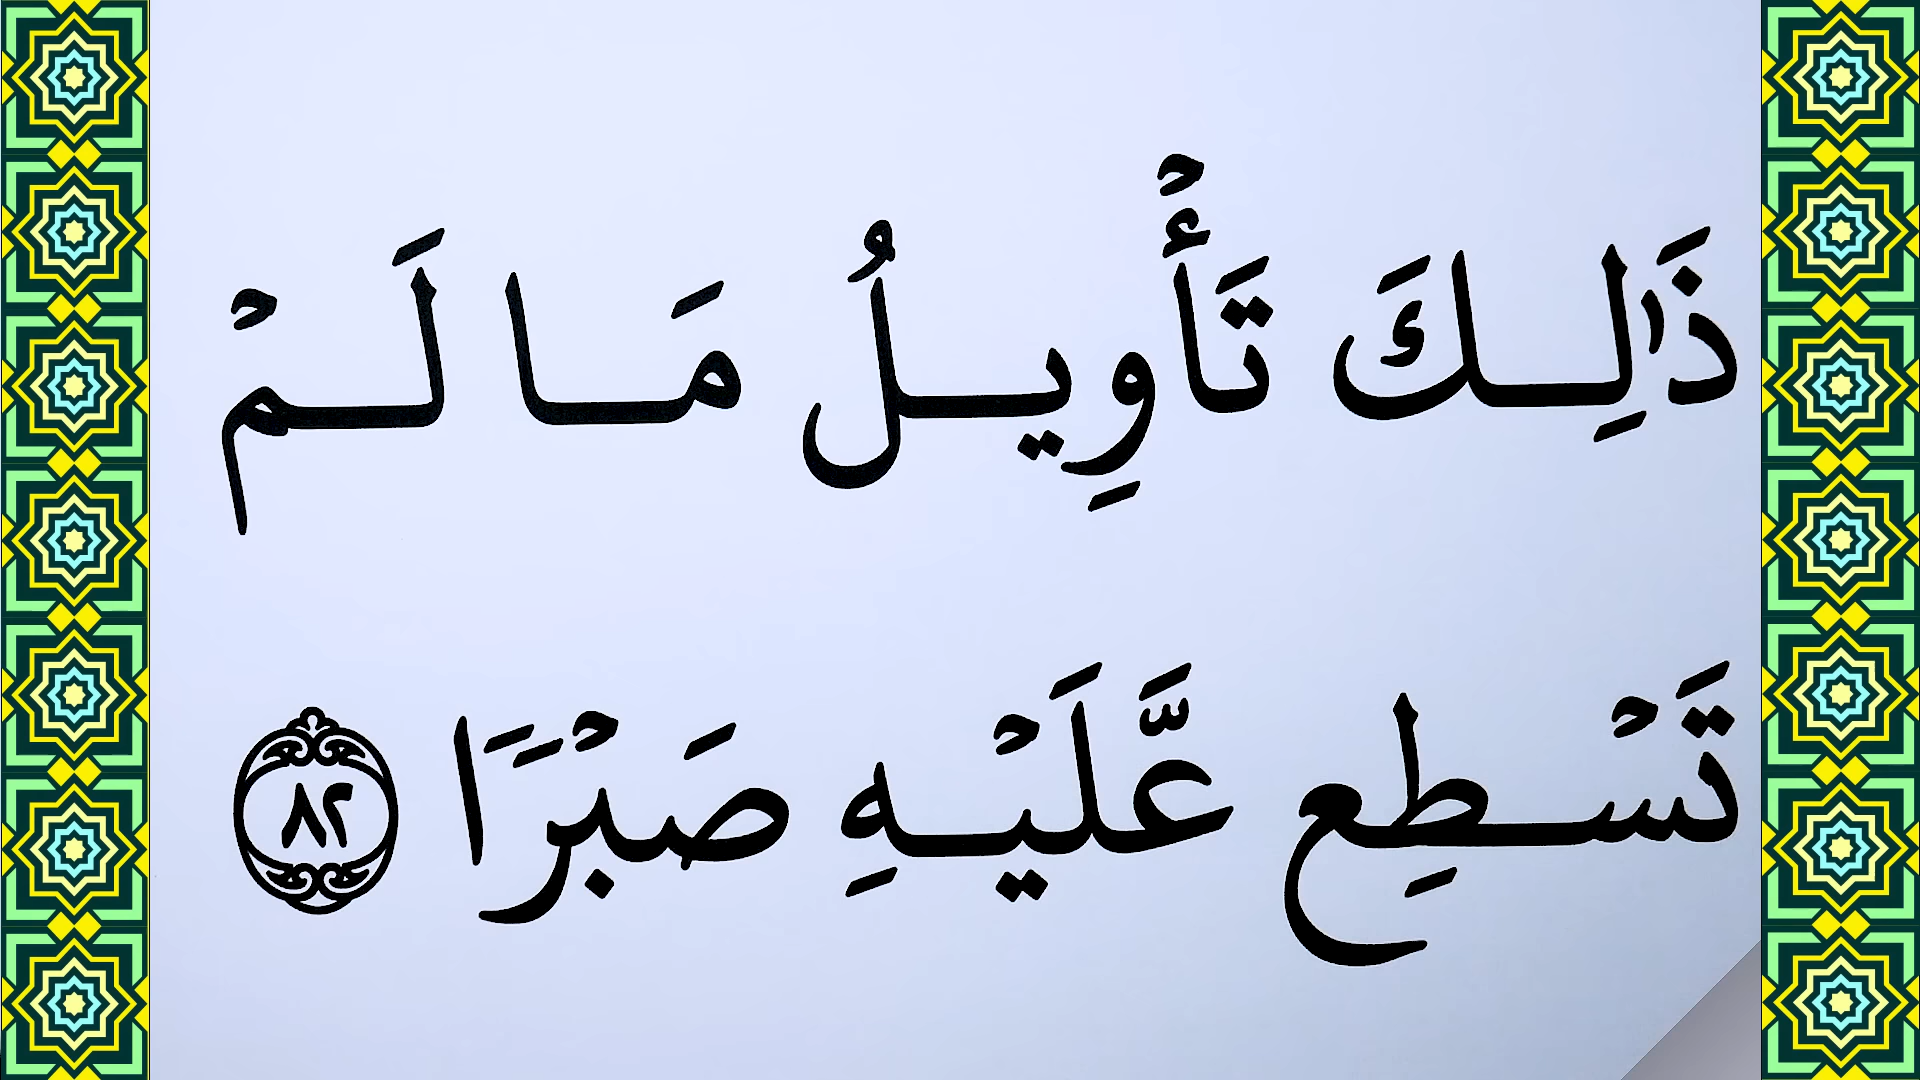 ذَٰلِكَ تَأْوِيلُ مَا لَمْ
تَسْطِع عَّلَيْهِ صَبْرًا ٨٢